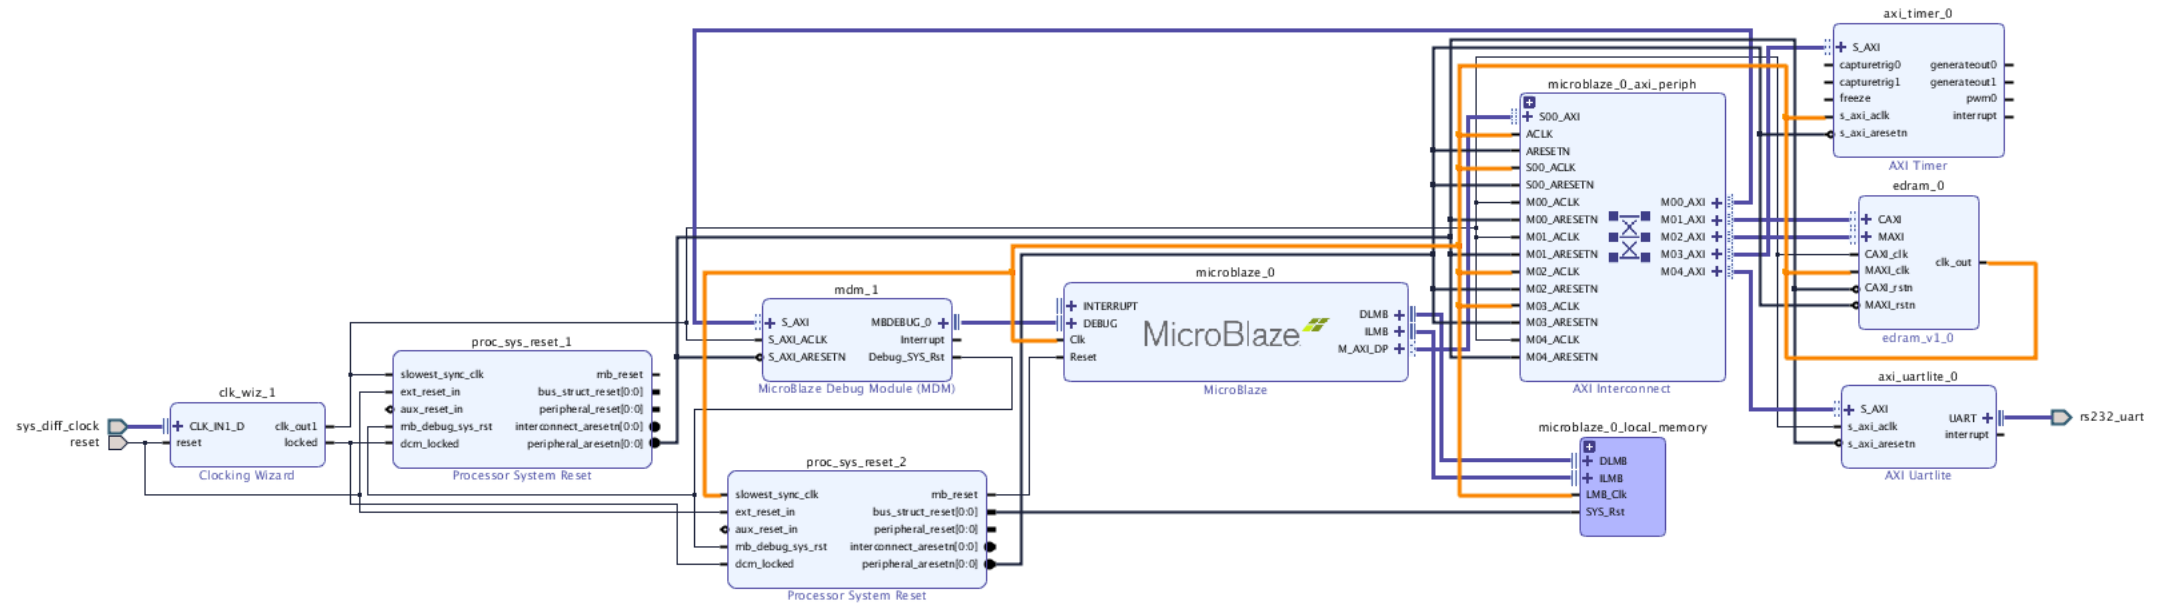 sys_diff_clock
reset
clk_wiz_1
CLK_IN1_D
reset
clk_out1
locked
Clocking Wizard
proc_sys_reset_1
slowest_sync_clk
ext_reset_in
aux_reset_in
mb_debug_sys_rst
dcm_locked
mb_reset
bus_struct_reset[0:0]
peripheral_reset[0:0]
interconnect_aresetn[0:0]
peripheral_aresetn[0:0]
Processor System Reset
proc_sys_reset_2
slowest_sync_clk
ext_reset_in
aux_reset_in
mb_debug_sys_rst
dcm_locked
mb_reset
bus_struct_reset[0:0]
peripheral_reset[0:0]
interconnect_aresetn[0:0]
peripheral_aresetn[0:0]
Processor System Reset
mdm_1
S_AXI
S_AXI_ACLK
S_AXI_ARESETN
MBDEBUG_0
Interrupt
Debug_SYS_Rst
MicroBlaze Debug Module (MDM)
microblaze_0
INTERRUPT
DEBUG
Clk
Reset
MicroBlaze
DLMB
ILMB
M_AXI_DP
MicroBlaze
microblaze_0_axi_periph
S00_AXI
ACLK
ARESETN
S00_ACLK
S00_ARESETN
M00_ACLK
M00_ARESETN
M01_ACLK
M01_ARESETN
M02_ACLK
M02_ARESETN
M03_ACLK
M03_ARESETN
M04_ACLK
M04_ARESETN
M00_AXI
M01_AXI
M02_AXI
M03_AXI
M04_AXI
AXI Interconnect
microblaze_0_local_memory
DLMB
ILMB
LMB_Clk
SYS_Rst
axi_timer_0
S_AXI
capturetrig0
capturetrig1
freeze
s_axi_aclk
s_axi_aresetn
generateout0
generateout1
pwm0
interrupt
AXI Timer
edram_0
CAXI
MAXI
CAXI_clk
MAXI_clk
CAXI_rstn
MAXI_rstn
clk_out
edram_v1_0
axi_uartlite_0
S_AXI
s_axi_aclk
s_axi_aresetn
UART
interrupt
AXI Uartlite
rs232_uart